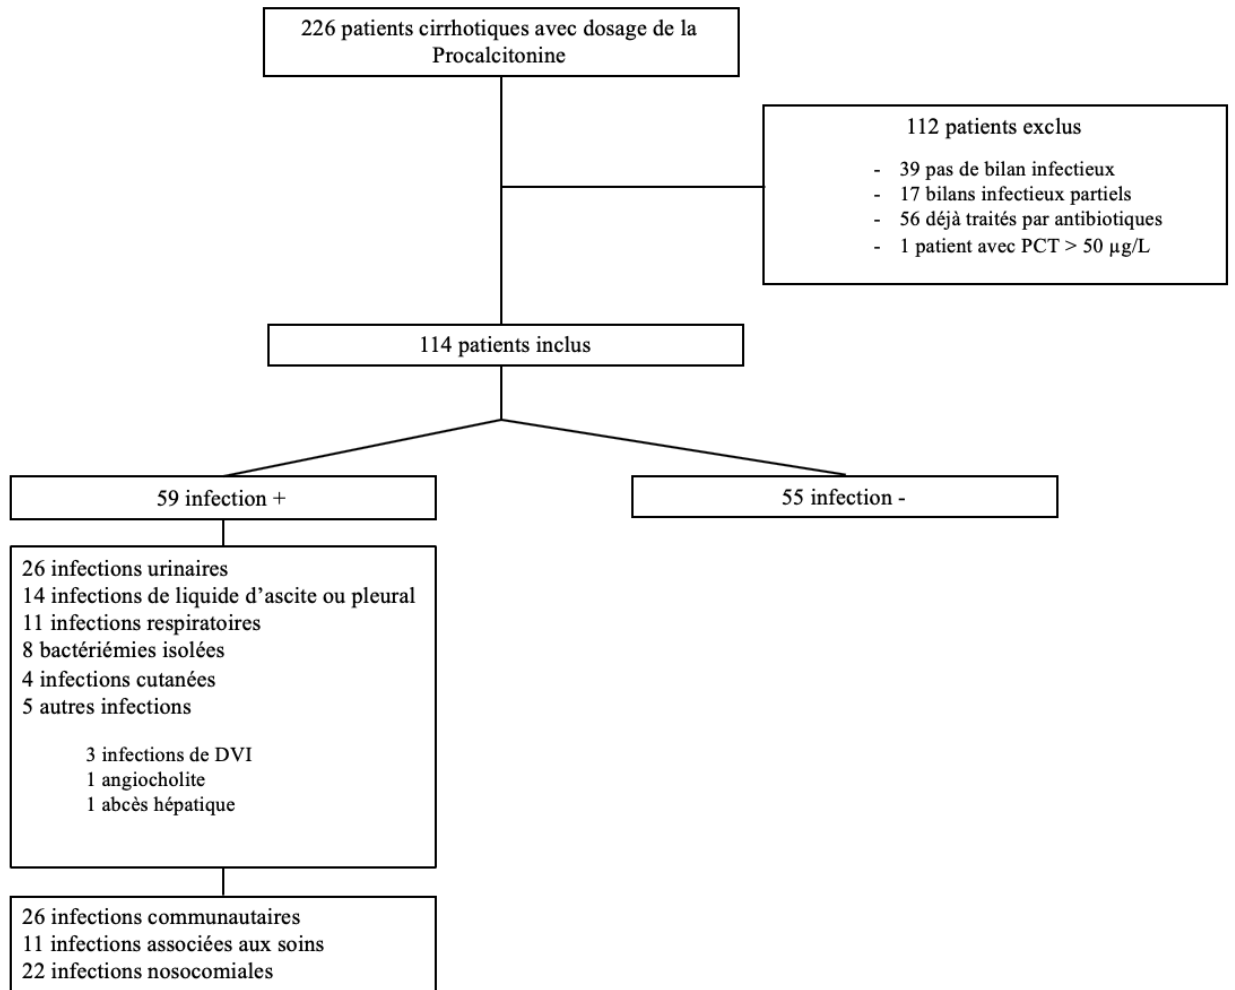 226 patients cirrhotiques avec dosage de la
Procalcitonine
112 patients exclus
- 39 pas de bilan infectieux
- 17 bilans infectieux partiels
- 56 déjà traités par antibiotiques
- 1 patient avec PCT > 50 µg/L
114 patients inclus
59 infection +
55 infection -
26 infections urinaires
14 infections de liquide d'ascite ou pleural
11 infections respiratoires
8 bactériémies isolées
4 infections cutanées
5 autres infections
3 infections de DVI
1 angiocholite
1 abcès hépatique
26 infections communautaires
11 infections associées aux soins
22 infections nosocomiales